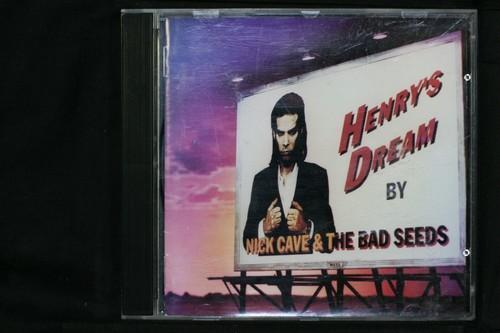 HENRY'S
DREAM
BY
NICK CAVE & THE BAD SEEDS